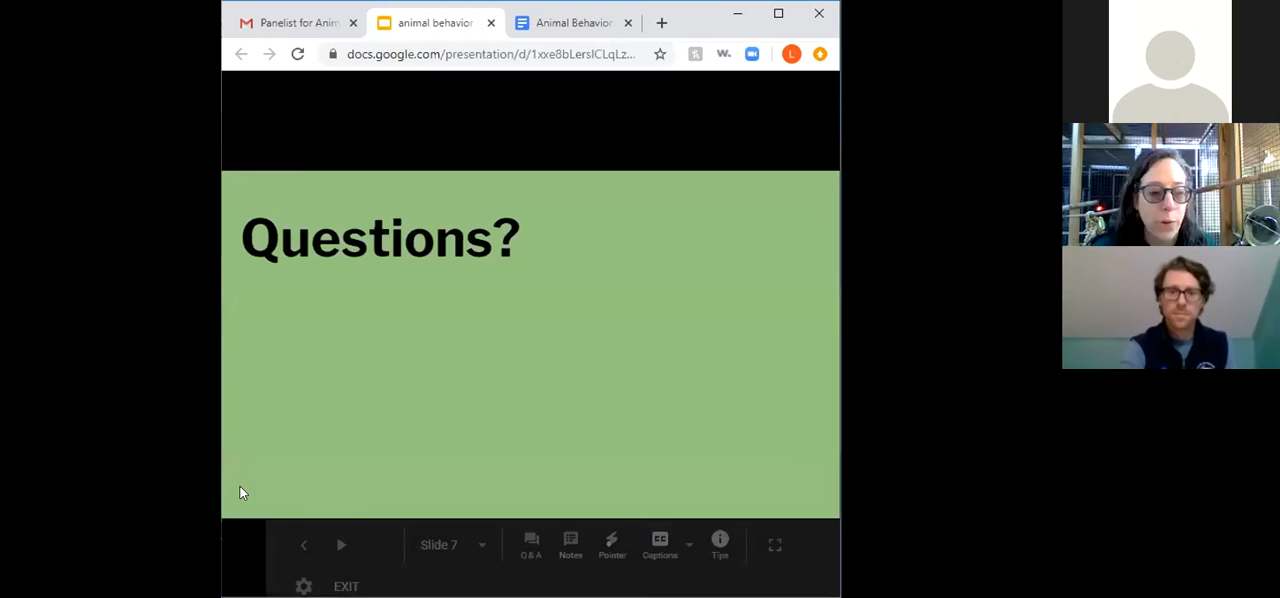 Panelist for Anim
animal behavior
Animal Behavior
docs.google.com/presentation/d/1xxe8bLersICLqLz...
w.
L
Questions?
Slide 7
Q & A
Notes
Pointer
CC
Captions
Tips
EXIT